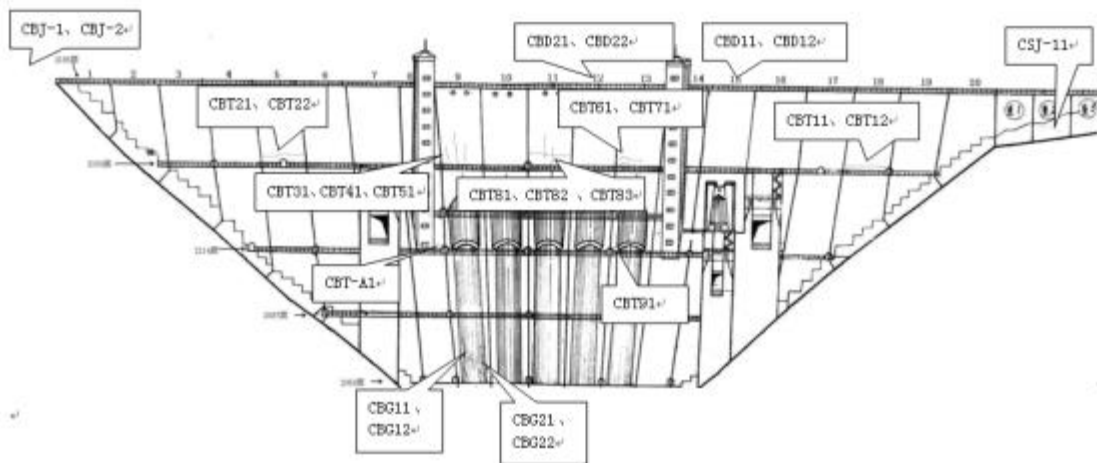 CBJ-1、CBJ-2
CBD21、CBD22
CBD11、CBD12
CSJ-11
1 2 3 4 5 6 7 8 9 10 11 12 13 14 15 16 17 18 19 20
CBT21、CBT22
CBT61、CBT71
CBT11、CBT12
CBT31、CBT41、CBT51
CBT81、CBT82 、CBT83
CBT-A1
CBT91
CBG11、
CBG12
CBG21、
CBG22